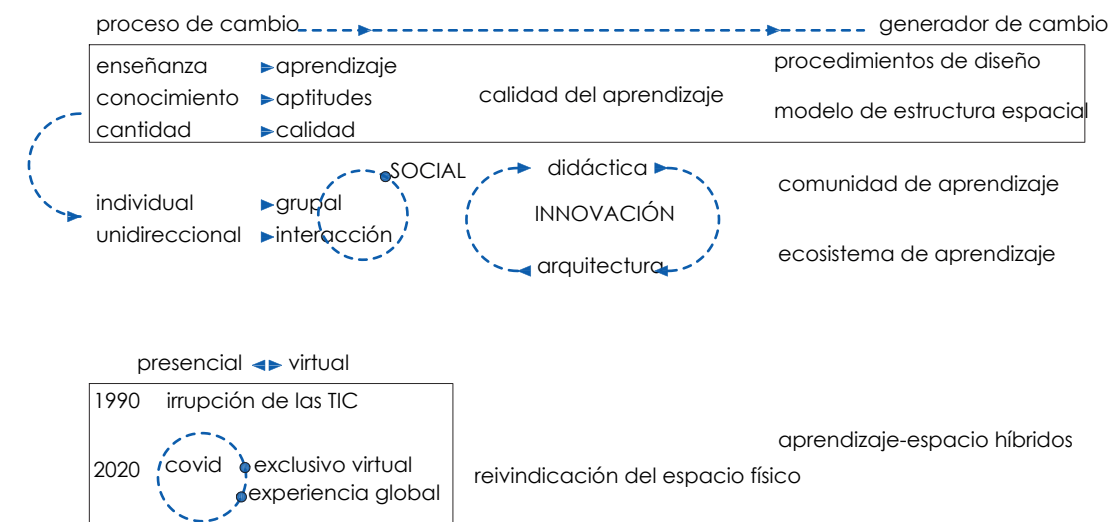 proceso de cambio generador de cambio
enseñanza aprendizaje procedimientos de diseño
conocimiento aptitudes calidad del aprendizaje modelo de estructura espacial
cantidad calidad
SOCIAL didáctica comunidad de aprendizaje
individual grupal INNOVACIÓN
unidireccional interacción
arquitectura ecosistema de aprendizaje
presencial virtual
1990 irrupción de las TIC
aprendizaje-espacio híbridos
2020 covid exclusivo virtual reivindicación del espacio físico
experiencia global